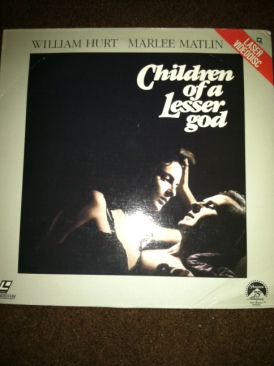 WILLIAM HURT MARLEE MATLIN
LASER
VIDEODISC
Children
of a
Lesser
god